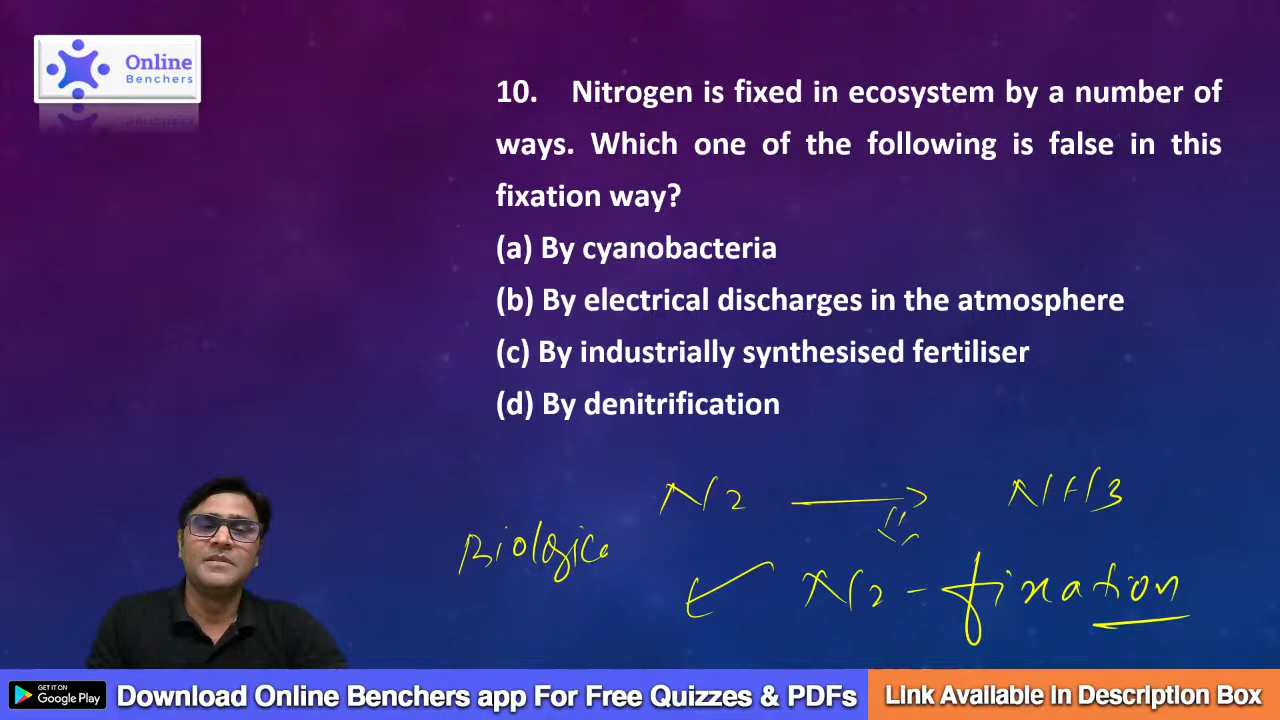 Online
Benchers
10. Nitrogen is fixed in ecosystem by a number of
ways. Which one of the following is false in this
fixation way?
(a) By cyanobacteria
(b) By electrical discharges in the atmosphere
(c) By industrially synthesised fertiliser
(d) By denitrification
N2 → NH3
Biologica
N2 - fixation
GET IT ON
Google Play
Download Online Benchers app For Free Quizzes & PDFs
Link Available In Description Box